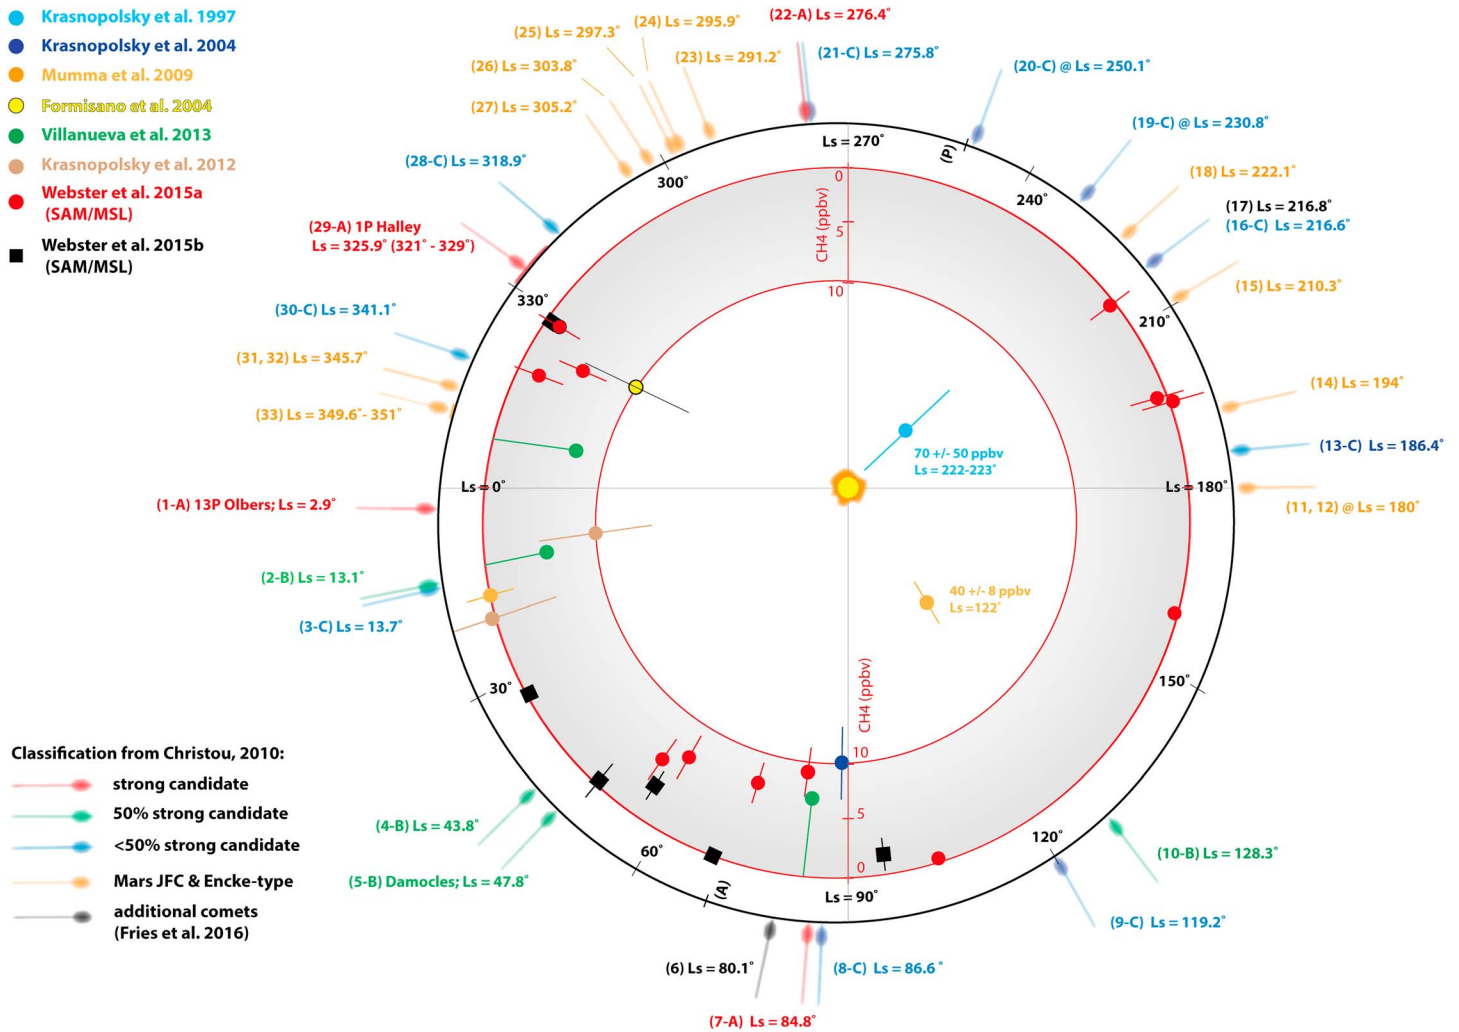 Krasnopolsky et al. 1997
Krasnopolsky et al. 2004
Mumma et al. 2009
Formisano et al. 2004
Villanueva et al. 2013
Krasnopolsky et al. 2012
Webster et al. 2015a
(SAM/MSL)
Webster et al. 2015b
(SAM/MSL)
(22-A) Ls = 276.4°
(21-C) Ls = 275.8°
(20-C) @ Ls = 250.1°
(19-C) @ Ls = 230.8°
(18) Ls = 222.1°
(17) Ls = 216.8°
(16-C) Ls = 216.6°
(15) Ls = 210.3°
(14) Ls = 194°
(13-C) Ls = 186.4°
(11, 12) @ Ls = 180°
(10-B) Ls = 128.3°
(9-C) Ls = 119.2°
(8-C) Ls = 86.6°
(7-A) Ls = 84.8°
(6) Ls = 80.1°
(5-B) Damocles; Ls = 47.8°
(4-B) Ls = 43.8°
(3-C) Ls = 13.7°
(2-B) Ls = 13.1°
(1-A) 13P Olbers; Ls = 2.9°
(33) Ls = 349.6°- 351°
(31, 32) Ls = 345.7°
(30-C) Ls = 341.1°
(29-A) 1P Halley
Ls = 325.9° (321° - 329°)
(28-C) Ls = 318.9°
(27) Ls = 305.2°
(26) Ls = 303.8°
(25) Ls = 297.3°
(24) Ls = 295.9°
(23) Ls = 291.2°
Ls = 270°
(P)
240°
210°
Ls = 180°
150°
120°
Ls = 90°
(A)
60°
30°
Ls = 0°
330°
300°
0
5
10
CH4 (ppbv)
70 +/- 50 ppbv
Ls = 222-223°
40 +/- 8 ppbv
Ls =122°
CH4 (ppbv)
10
5
0
Classification from Christou, 2010:
strong candidate
50% strong candidate
<50% strong candidate
Mars JFC & Encke-type
additional comets
(Fries et al. 2016)